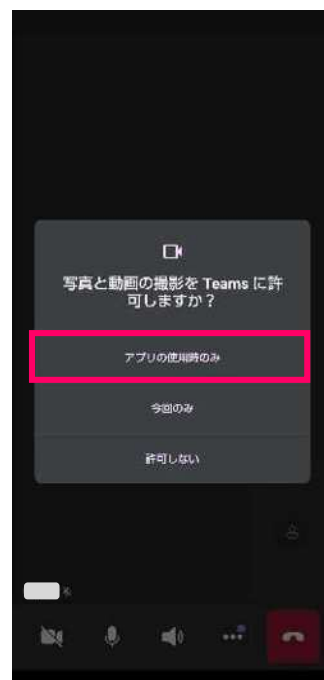 写真と動画の撮影を Teams に許
可しますか？
アプリの使用時のみ
今回のみ
許可しない